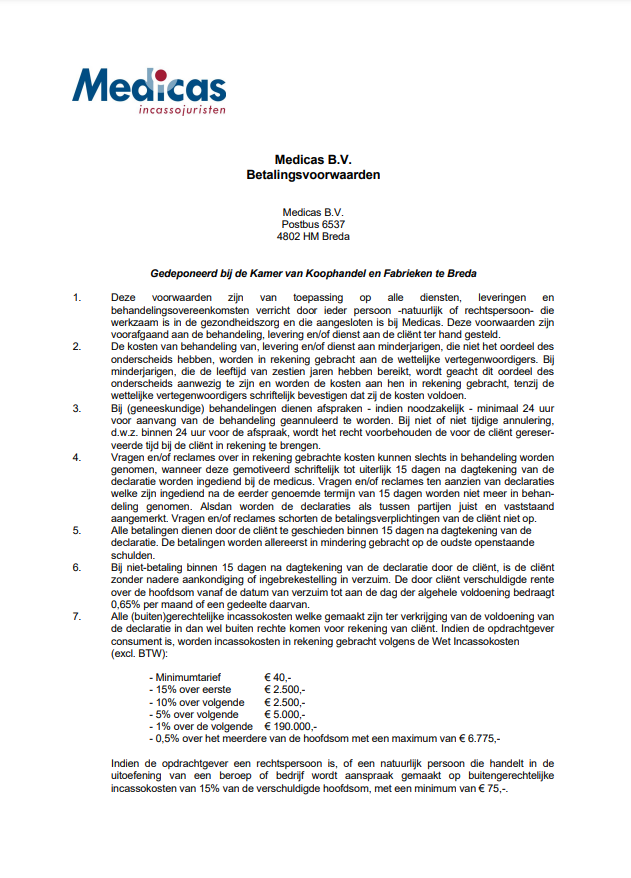 Medicas
incassojuristen
Medicas B.V.
Betalingsvoorwaarden
Medicas B.V.
Postbus 6537
4802 HM Breda
Gedeponeerd bij de Kamer van Koophandel en Fabrieken te Breda
1. Deze voorwaarden zijn van toepassing op alle diensten, leveringen en
behandelingsovereenkomsten verricht door ieder persoon -natuurlijk of rechtspersoon- die
werkzaam is in de gezondheidszorg en die aangesloten is bij Medicas. Deze voorwaarden zijn
voorafgaand aan de behandeling, levering en/of dienst aan de cliënt ter hand gesteld.
2. De kosten van behandeling van, levering en/of dienst aan minderjarigen, die niet het oordeel des
onderscheids hebben, worden in rekening gebracht aan de wettelijke vertegenwoordigers. Bij
minderjarigen, die de leeftijd van zestien jaren hebben bereikt, wordt geacht dit oordeel des
onderscheids aanwezig te zijn en worden de kosten aan hen in rekening gebracht, tenzij de
wettelijke vertegenwoordigers schriftelijk bevestigen dat zij de kosten voldoen.
3. Bij (geneeskundige) behandelingen dienen afspraken - indien noodzakelijk - minimaal 24 uur
voor aanvang van de behandeling geannuleerd te worden. Bij niet of niet tijdige annulering,
d.w.z. binnen 24 uur voor de afspraak, wordt het recht voorbehouden de voor de cliënt gereser-
veerde tijd bij de cliënt in rekening te brengen.
4. Vragen en/of reclames over in rekening gebrachte kosten kunnen slechts in behandeling worden
genomen, wanneer deze gemotiveerd schriftelijk tot uiterlijk 15 dagen na dagtekening van de
declaratie worden ingediend bij de medicus. Vragen en/of reclames ten aanzien van declaraties
welke zijn ingediend na de eerder genoemde termijn van 15 dagen worden niet meer in behan-
deling genomen. Alsdan worden de declaraties als tussen partijen juist en vaststaand
aangemerkt. Vragen en/of reclames schorten de betalingsverplichtingen van de cliënt niet op.
5. Alle betalingen dienen door de cliënt te geschieden binnen 15 dagen na dagtekening van de
declaratie. De betalingen worden allereerst in mindering gebracht op de oudste openstaande
schulden.
6. Bij niet-betaling binnen 15 dagen na dagtekening van de declaratie door de cliënt, is de cliënt
zonder nadere aankondiging of ingebrekestelling in verzuim. De door cliënt verschuldigde rente
over de hoofdsom vanaf de datum van verzuim tot aan de dag der algehele voldoening bedraagt
0,65% per maand of een gedeelte daarvan.
7. Alle (buiten)gerechtelijke incassokosten welke gemaakt zijn ter verkrijging van de voldoening van
de declaratie in dan wel buiten rechte komen voor rekening van cliënt. Indien de opdrachtgever
consument is, worden incassokosten in rekening gebracht volgens de Wet Incassokosten
(excl. BTW):
- Minimumtarief € 40,-
- 15% over eerste € 2.500,-
- 10% over volgende € 2.500,-
- 5% over volgende € 5.000,-
- 1% over de volgende € 190.000,-
- 0,5% over het meerdere van de hoofdsom met een maximum van € 6.775,-
Indien de opdrachtgever een rechtspersoon is, of een natuurlijk persoon die handelt in de
uitoefening van een beroep of bedrijf wordt aanspraak gemaakt op buitengerechtelijke
incassokosten van 15% van de verschuldigde hoofdsom, met een minimum van € 75,-.